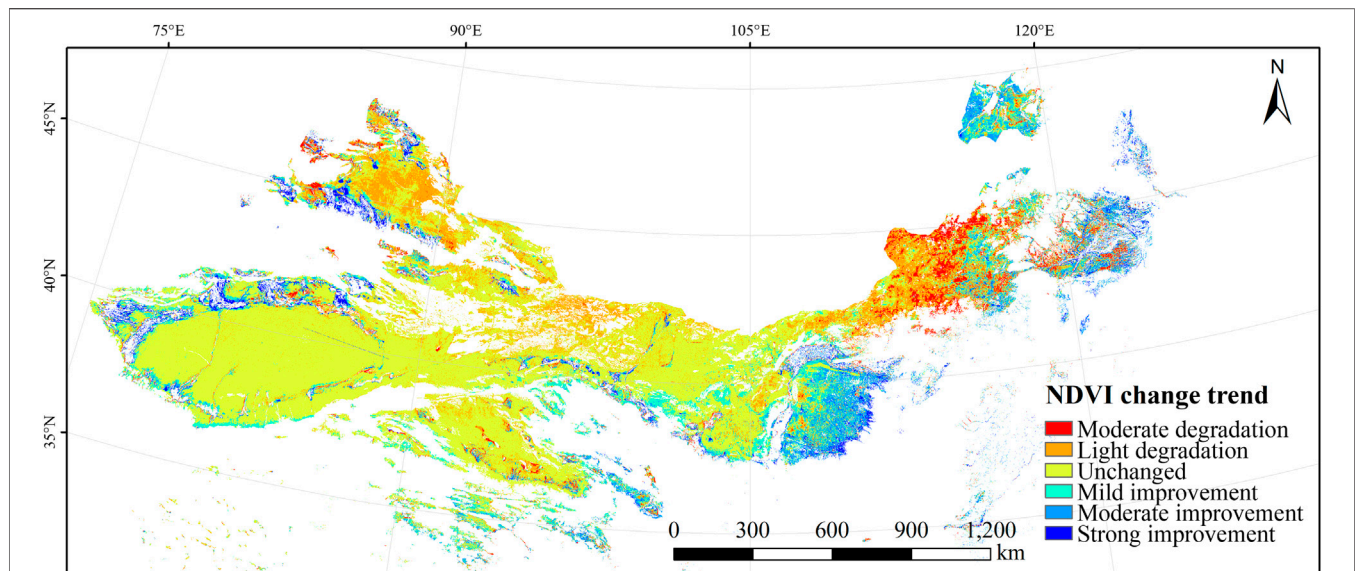 75°E 90°E 105°E 120°E
N
45°N
40°N
35°N
NDVI change trend
Moderate degradation
Light degradation
Unchanged
Mild improvement
Moderate improvement
Strong improvement
0 300 600 900 1,200
km